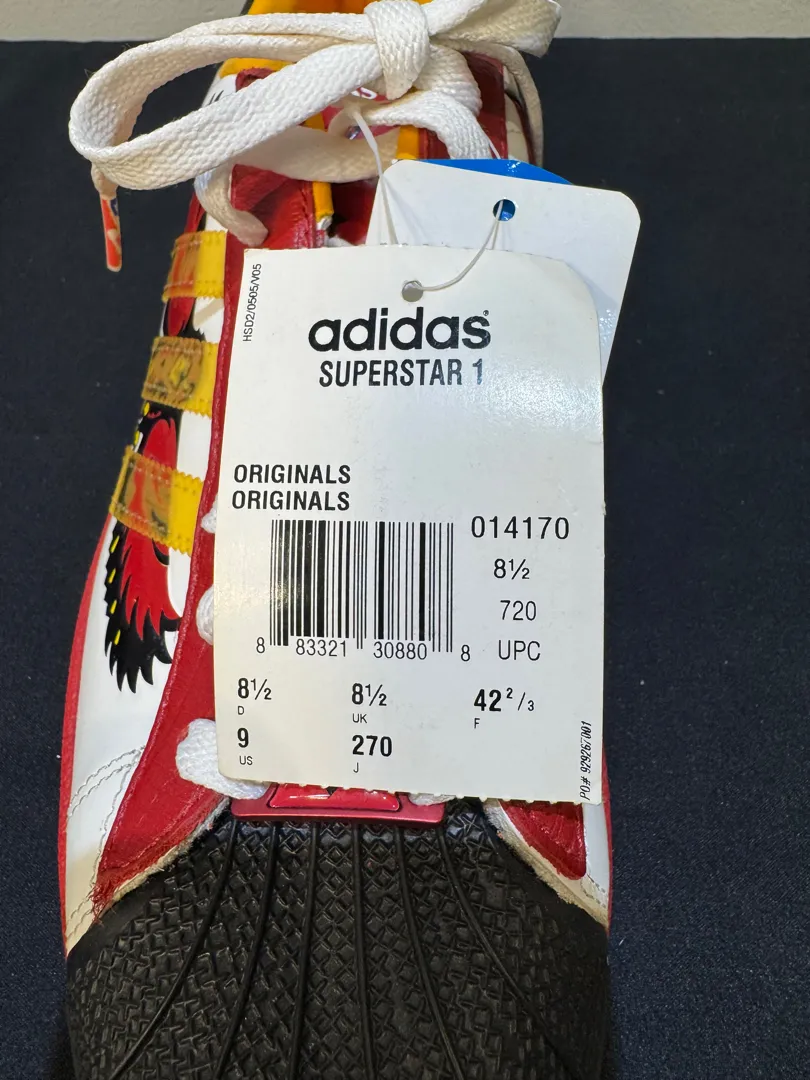 HSD2/0505/V05
adidas®
SUPERSTAR 1
ORIGINALS
ORIGINALS
014170
8½
720
8 83321 30880 8 UPC
8½ 8½ 42 2/3
D UK F
9 270
US J
PO# 929267001